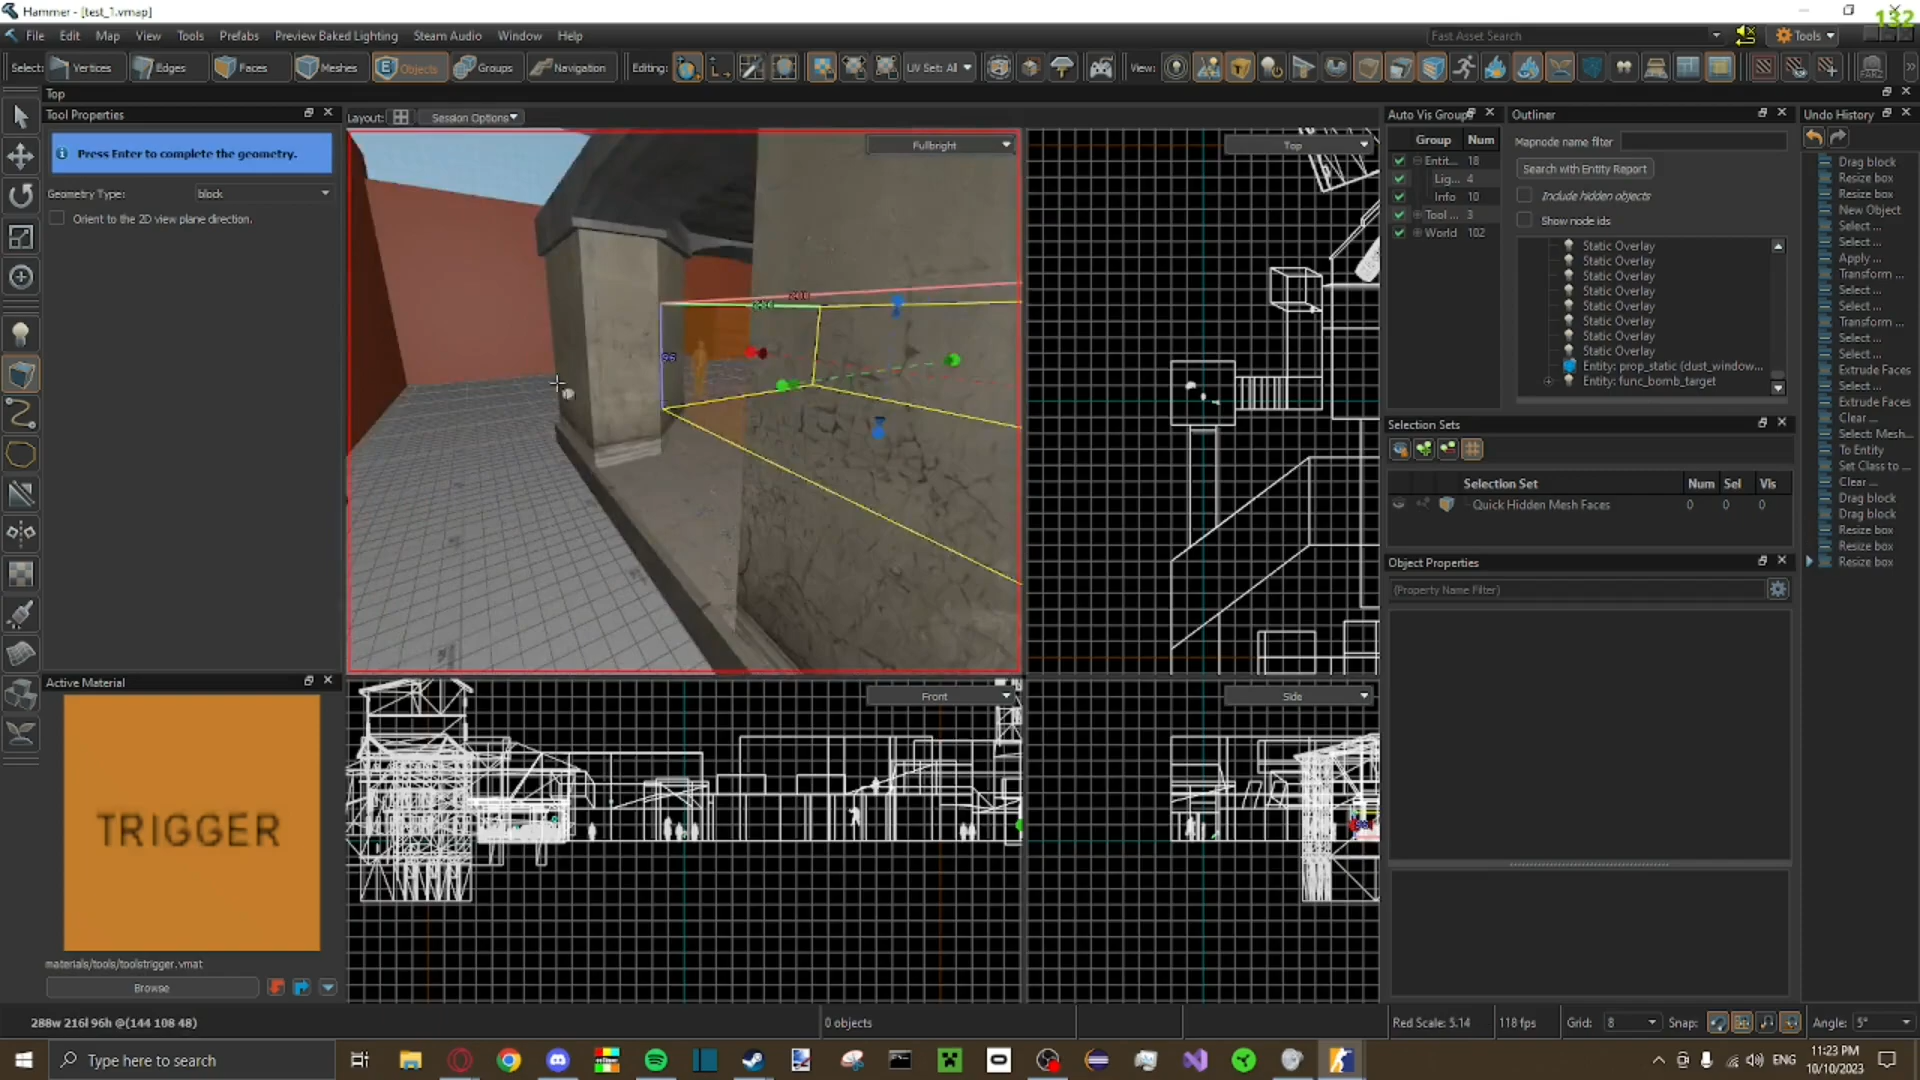 Hammer - [test_1.vmap]
132
File Edit Map View Tools Prefabs Preview Baked Lighting Steam Audio Window Help
Fast Asset Search
Tools
Select: Vertices Edges Faces Meshes Objects Groups Navigation Editing: UV Set: All View:
Top
Tool Properties
Press Enter to complete the geometry.
Geometry Type: block
Orient to the 2D view plane direction.
Layout: Session Options
Fullbright
Top
Front
Side
96
Auto Vis Group
Group Num
Entit... 18
Lig... 4
Info 10
Tool ... 3
World 102
Outliner
Mapnode name filter
Search with Entity Report
Include hidden objects
Show node ids
Static Overlay
Static Overlay
Static Overlay
Static Overlay
Static Overlay
Static Overlay
Static Overlay
Static Overlay
Entity: prop_static (dust_window...
Entity: func_bomb_target
Selection Sets
Selection Set Num Sel Vis
Quick Hidden Mesh Faces 0 0 0
Object Properties
(Property Name Filter)
Undo History
Drag block
Resize box
Resize box
New Object
Select ...
Select ...
Apply ...
Transform ...
Select ...
Select ...
Transform ...
Select ...
Select ...
Extrude Faces
Select ...
Extrude Faces
Clear ...
Select: Mesh...
To Entity
Set Class to ...
Clear ...
Drag block
Drag block
Resize box
Resize box
Resize box
Active Material
TRIGGER
materials/tools/toolstrigger.vmat
Browse
288w 216l 96h @(144 108 48)
0 objects
Red Scale: 5.14
118 fps
Grid: 8
Snap:
Angle: 5°
Type here to search
ENG
11:23 PM
10/10/2023